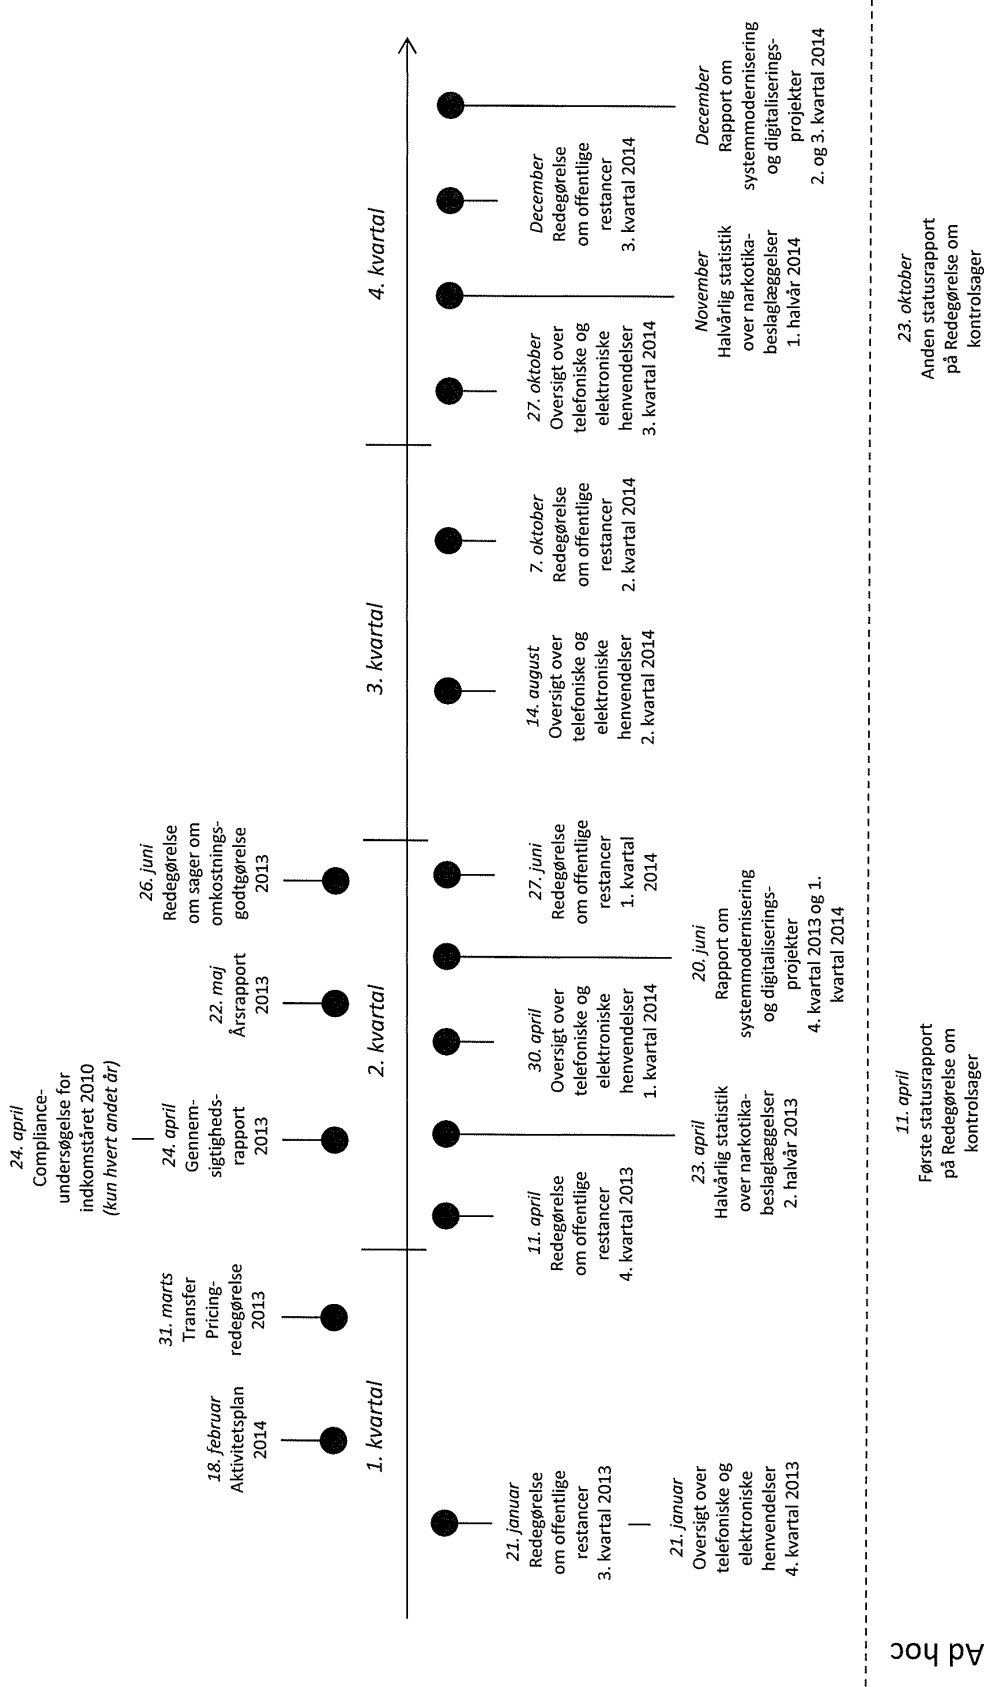 24. april
Compliance-
undersøgelse for
indkomståret 2010
(kun hvert andet år)
18. februar
Aktivitetsplan
2014
31. marts
Transfer
Pricing-
redegørelse
2013
24. april
Gennem-
sigtigheds-
rapport
2013
22. maj
Årsrapport
2013
26. juni
Redegørelse
om sager om
omkostnings-
godtgørelse
2013
1. kvartal
2. kvartal
3. kvartal
4. kvartal
21. januar
Redegørelse
om offentlige
restancer
3. kvartal 2013
11. april
Redegørelse
om offentlige
restancer
4. kvartal 2013
30. april
Oversigt over
telefoniske og
elektroniske
henvendelser
1. kvartal 2014
27. juni
Redegørelse
om offentlige
restancer
1. kvartal
2014
14. august
Oversigt over
telefoniske og
elektroniske
henvendelser
2. kvartal 2014
7. oktober
Redegørelse
om offentlige
restancer
2. kvartal 2014
27. oktober
Oversigt over
telefoniske og
elektroniske
henvendelser
3. kvartal 2014
December
Redegørelse
om offentlige
restancer
3. kvartal 2014
21. januar
Oversigt over
telefoniske og
elektroniske
henvendelser
4. kvartal 2013
23. april
Halvårlig statistik
over narkotika-
beslaglæggelser
2. halvår 2013
20. juni
Rapport om
systemmodernisering
og digitaliserings-
projekter
4. kvartal 2013 og 1.
kvartal 2014
November
Halvårlig statistik
over narkotika-
beslaglæggelser
1. halvår 2014
December
Rapport om
systemmodernisering
og digitaliserings-
projekter
2. og 3. kvartal 2014
Ad hoc
11. april
Første statusrapport
på Redegørelse om
kontrolsager
23. oktober
Anden statusrapport
på Redegørelse om
kontrolsager